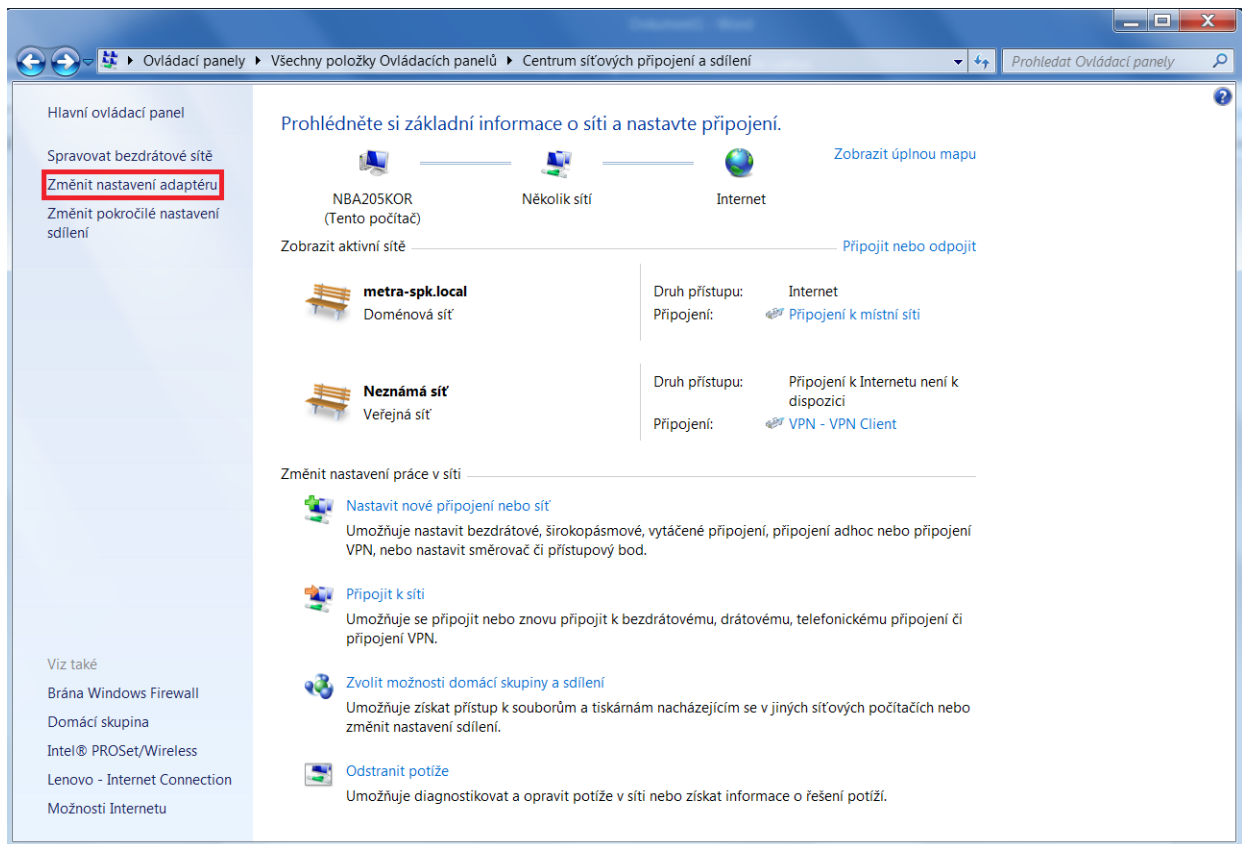 Dokument1 - Word
Ovládací panely ▸ Všechny položky Ovládacích panelů ▸ Centrum síťových připojení a sdílení
Prohledat Ovládací panely
Hlavní ovládací panel
Spravovat bezdrátové sítě
Změnit nastavení adaptéru
Změnit pokročilé nastavení
sdílení
Viz také
Brána Windows Firewall
Domácí skupina
Intel® PROSet/Wireless
Lenovo - Internet Connection
Možnosti Internetu
Prohlédněte si základní informace o síti a nastavte připojení.
Zobrazit úplnou mapu
NBA205KOR
(Tento počítač)
Několik sítí
Internet
Zobrazit aktivní sítě
Připojit nebo odpojit
metra-spk.local
Doménová síť
Druh přístupu: Internet
Připojení: Připojení k místní síti
Neznámá síť
Veřejná síť
Druh přístupu: Připojení k Internetu není k
dispozici
Připojení: VPN - VPN Client
Změnit nastavení práce v síti
Nastavit nové připojení nebo síť
Umožňuje nastavit bezdrátové, širokopásmové, vytáčené připojení, připojení adhoc nebo připojení
VPN, nebo nastavit směrovač či přístupový bod.
Připojit k síti
Umožňuje se připojit nebo znovu připojit k bezdrátovému, drátovému, telefonickému připojení či
připojení VPN.
Zvolit možnosti domácí skupiny a sdílení
Umožňuje získat přístup k souborům a tiskárnám nacházejícím se v jiných síťových počítačích nebo
změnit nastavení sdílení.
Odstranit potíže
Umožňuje diagnostikovat a opravit potíže v síti nebo získat informace o řešení potíží.